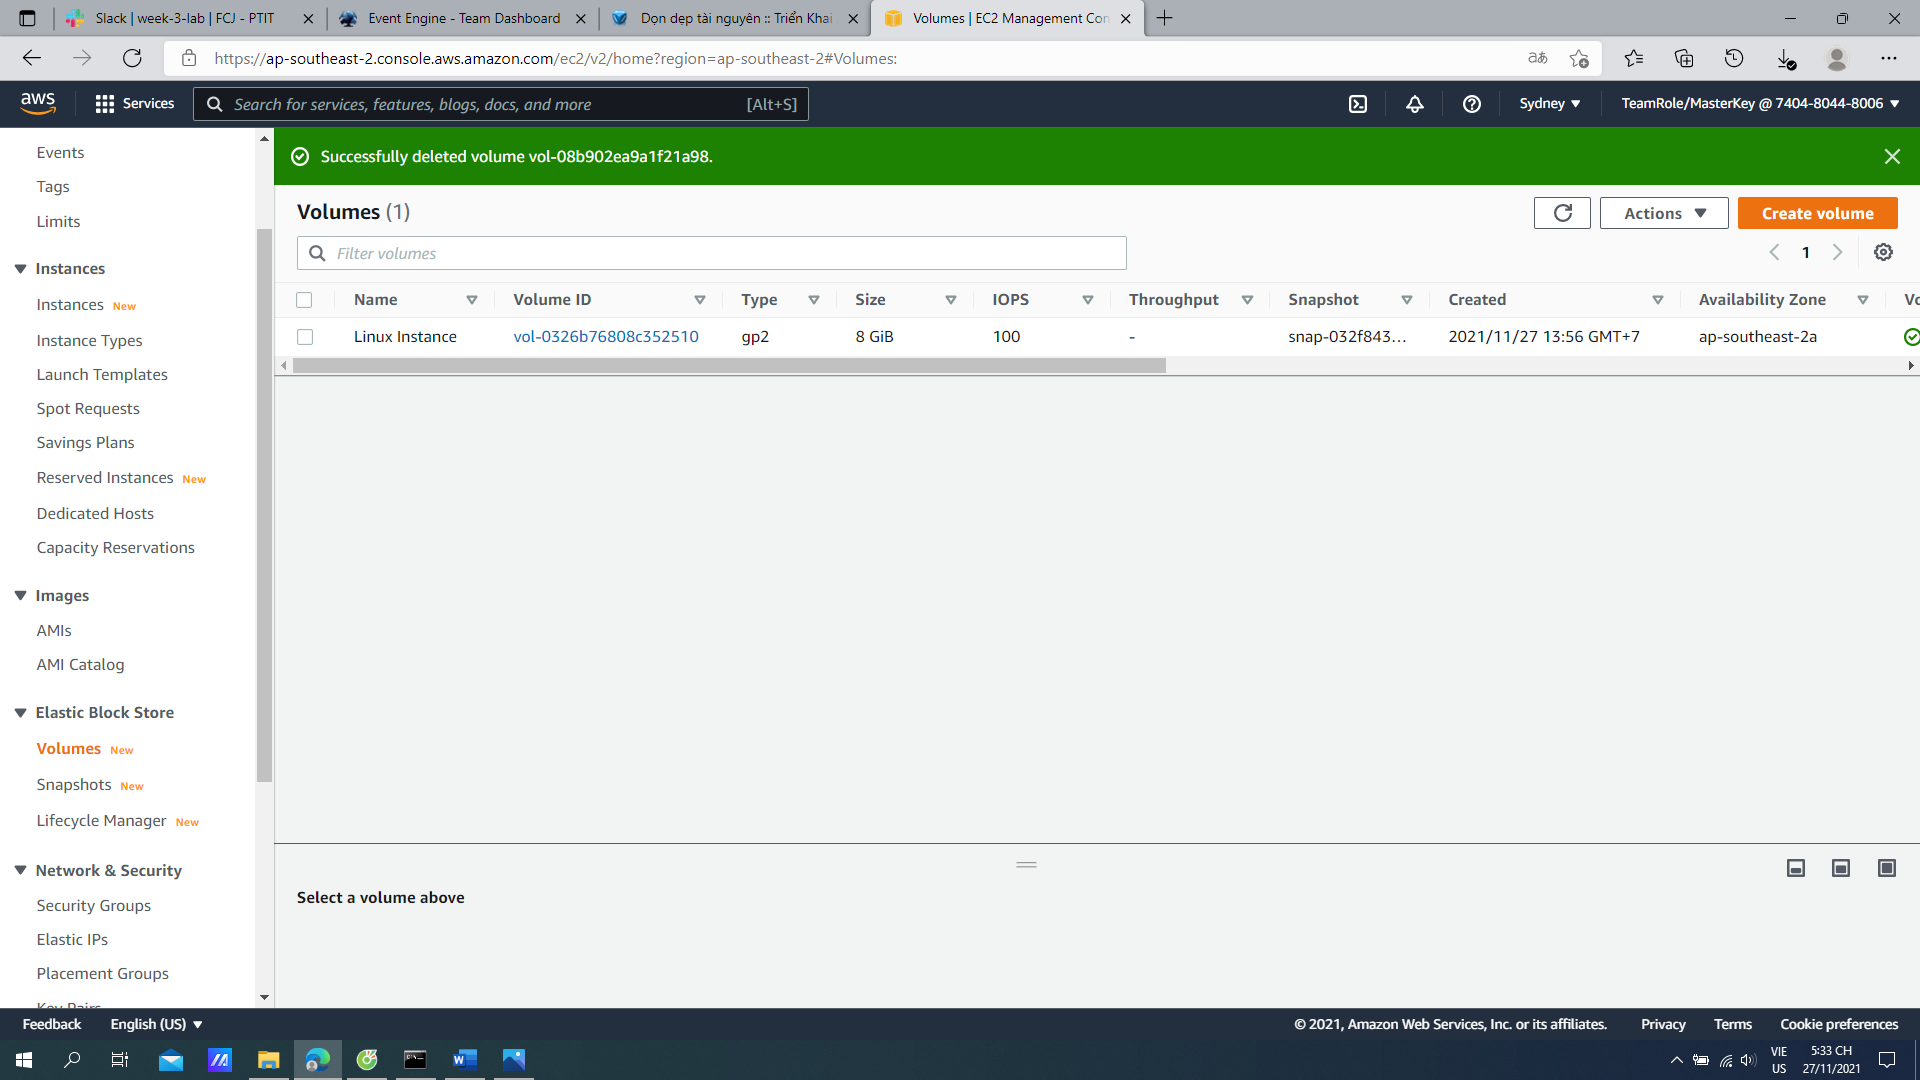 Slack | week-3-lab | FCJ - PTIT
Event Engine - Team Dashboard
Dọn dẹp tài nguyên :: Triển Khai
Volumes | EC2 Management Con
https://ap-southeast-2.console.aws.amazon.com/ec2/v2/home?region=ap-southeast-2#Volumes:
aあ
aws
Services
Search for services, features, blogs, docs, and more
[Alt+S]
Sydney
TeamRole/MasterKey @ 7404-8044-8006
Events
Tags
Limits
Instances
Instances New
Instance Types
Launch Templates
Spot Requests
Savings Plans
Reserved Instances New
Dedicated Hosts
Capacity Reservations
Images
AMIs
AMI Catalog
Elastic Block Store
Volumes New
Snapshots New
Lifecycle Manager New
Network & Security
Security Groups
Elastic IPs
Placement Groups
Key Pairs
Successfully deleted volume vol-08b902ea9a1f21a98.
Volumes (1)
Actions
Create volume
Filter volumes
1
Name Volume ID Type Size IOPS Throughput Snapshot Created Availability Zone Vo
Linux Instance vol-0326b76808c352510 gp2 8 GiB 100 - snap-032f843... 2021/11/27 13:56 GMT+7 ap-southeast-2a
Select a volume above
Feedback
English (US)
© 2021, Amazon Web Services, Inc. or its affiliates.
Privacy
Terms
Cookie preferences
VIE
US
5:33 CH
27/11/2021